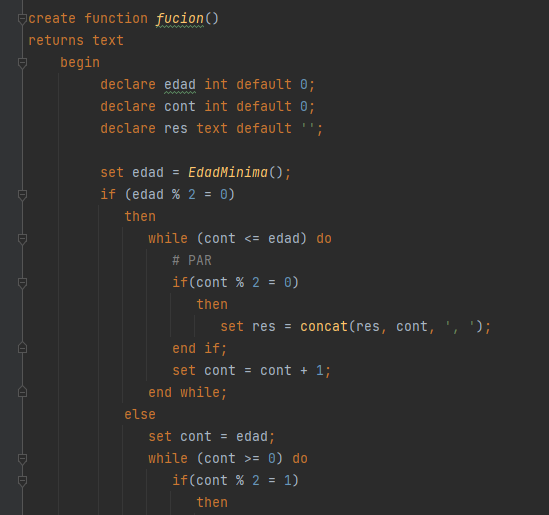 create function fucion()
returns text
begin
declare edad int default 0;
declare cont int default 0;
declare res text default '';
set edad = EdadMinima();
if (edad % 2 = 0)
then
while (cont <= edad) do
# PAR
if(cont % 2 = 0)
then
set res = concat(res, cont, ', ');
end if;
set cont = cont + 1;
end while;
else
set cont = edad;
while (cont >= 0) do
if(cont % 2 = 1)
then